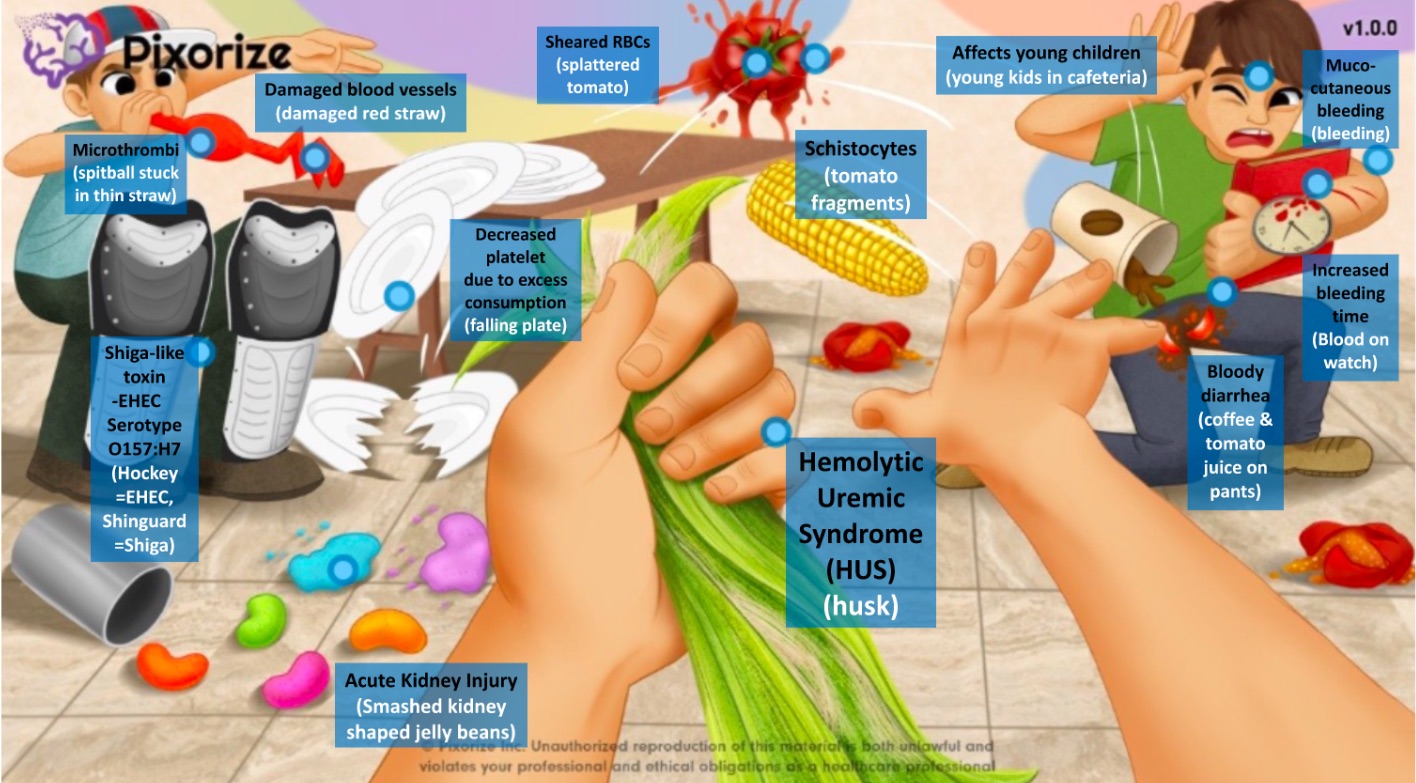 Pixorize
v1.0.0
Sheared RBCs
(splattered
tomato)
Affects young children
(young kids in cafeteria)
Muco-
cutaneous
bleeding
(bleeding)
Damaged blood vessels
(damaged red straw)
Microthrombi
(spitball stuck
in thin straw)
Schistocytes
(tomato
fragments)
Decreased
platelet
due to excess
consumption
(falling plate)
Increased
bleeding
time
(Blood on
watch)
Shiga-like
toxin
-EHEC
Serotype
O157:H7
(Hockey
=EHEC,
Shinguard
=Shiga)
Bloody
diarrhea
(coffee &
tomato
juice on
pants)
Hemolytic
Uremic
Syndrome
(HUS)
(husk)
Acute Kidney Injury
(Smashed kidney
shaped jelly beans)
© Pixorize Inc. Unauthorized reproduction of this material is both unlawful and
violates your professional and ethical obligations as a healthcare professional